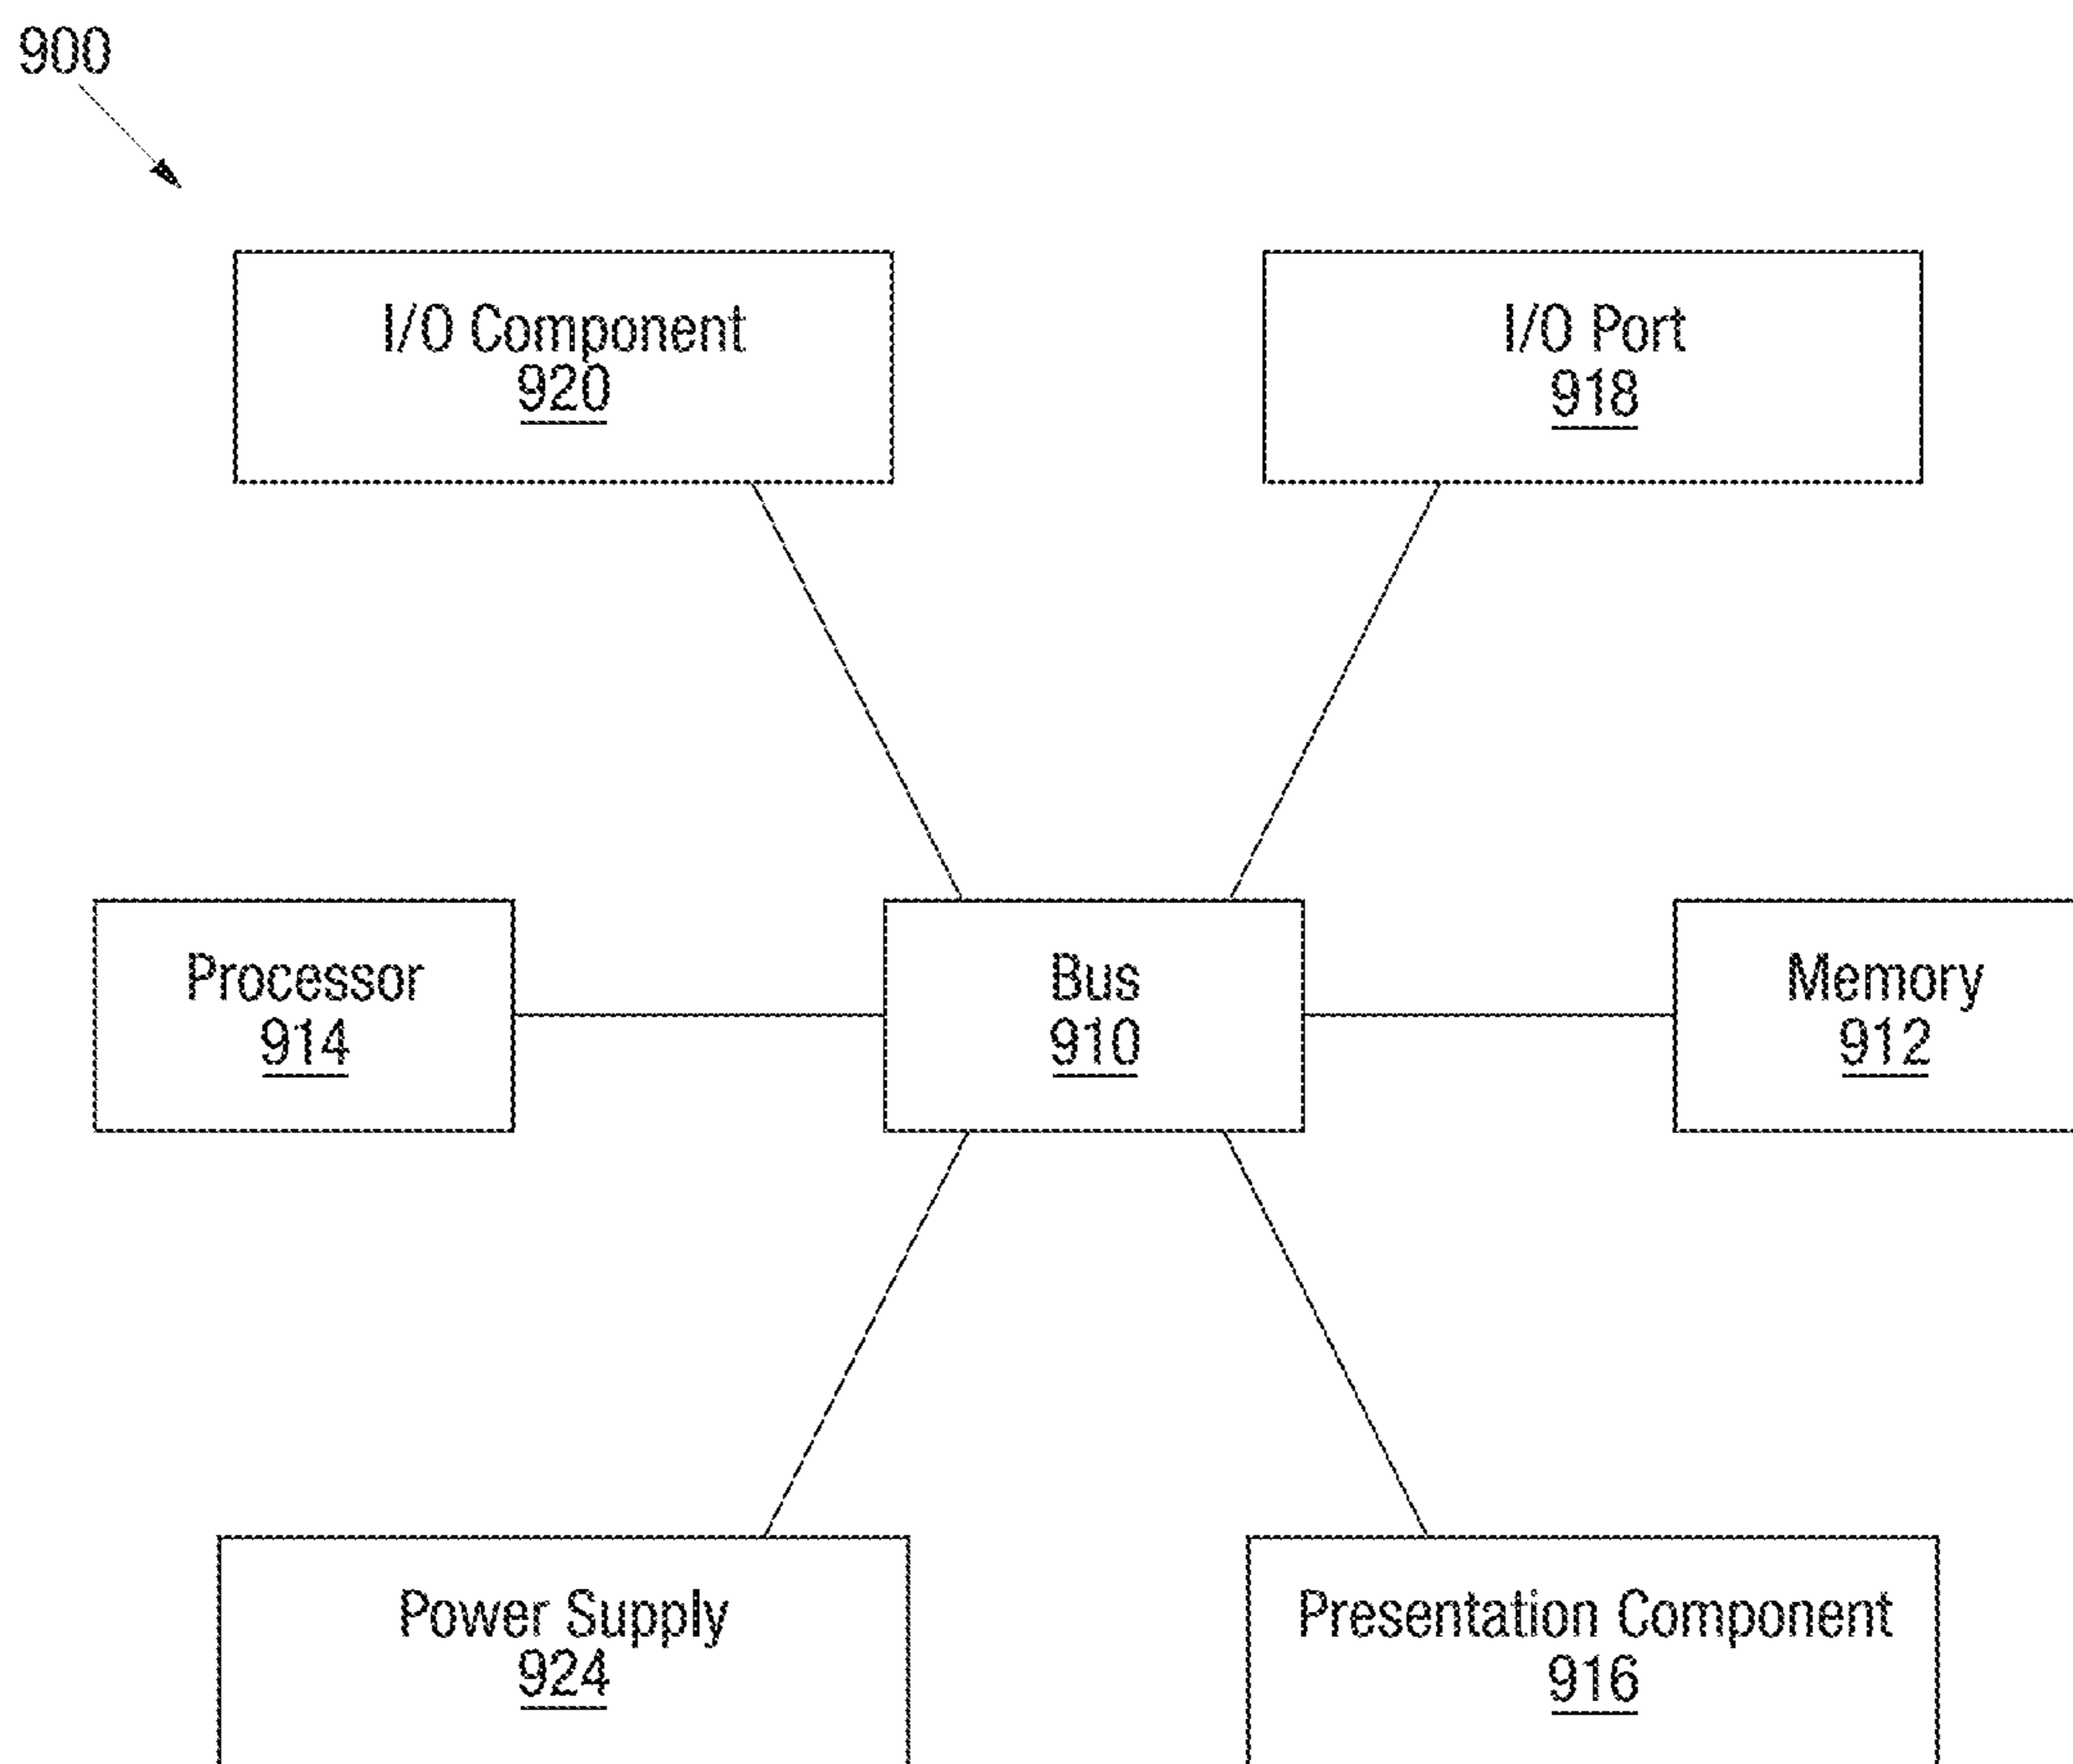 900
I/O Component
920
I/O Port
918
Processor
914
Bus
910
Memory
912
Power Supply
924
Presentation Component
916